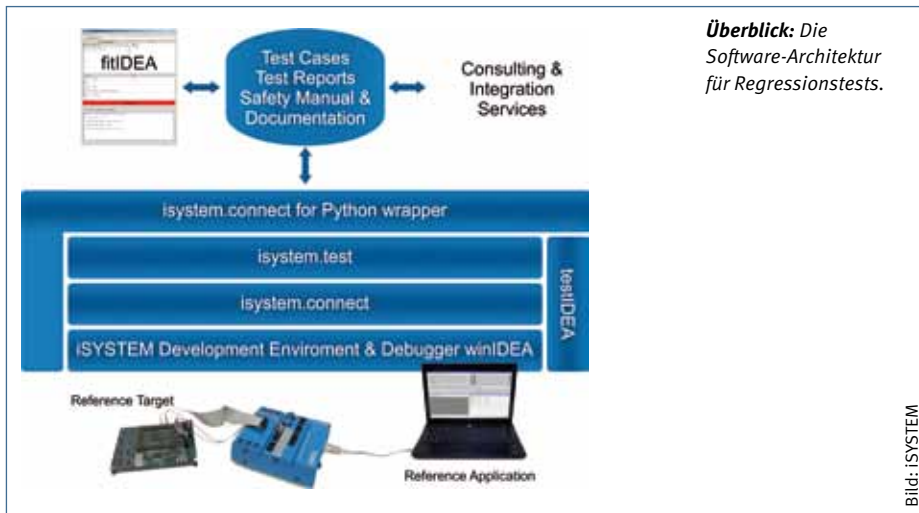 fitIDEA
Test Cases
Test Reports
Safety Manual &
Documentation
Consulting &
Integration
Services
isystem.connect for Python wrapper
isystem.test
isystem.connect
iSYSTEM Development Enviroment & Debugger winIDEA
testIDEA
Reference Target
Reference Application
Überblick: Die
Software-Architektur
für Regressionstests.
Bild: iSYSTEM